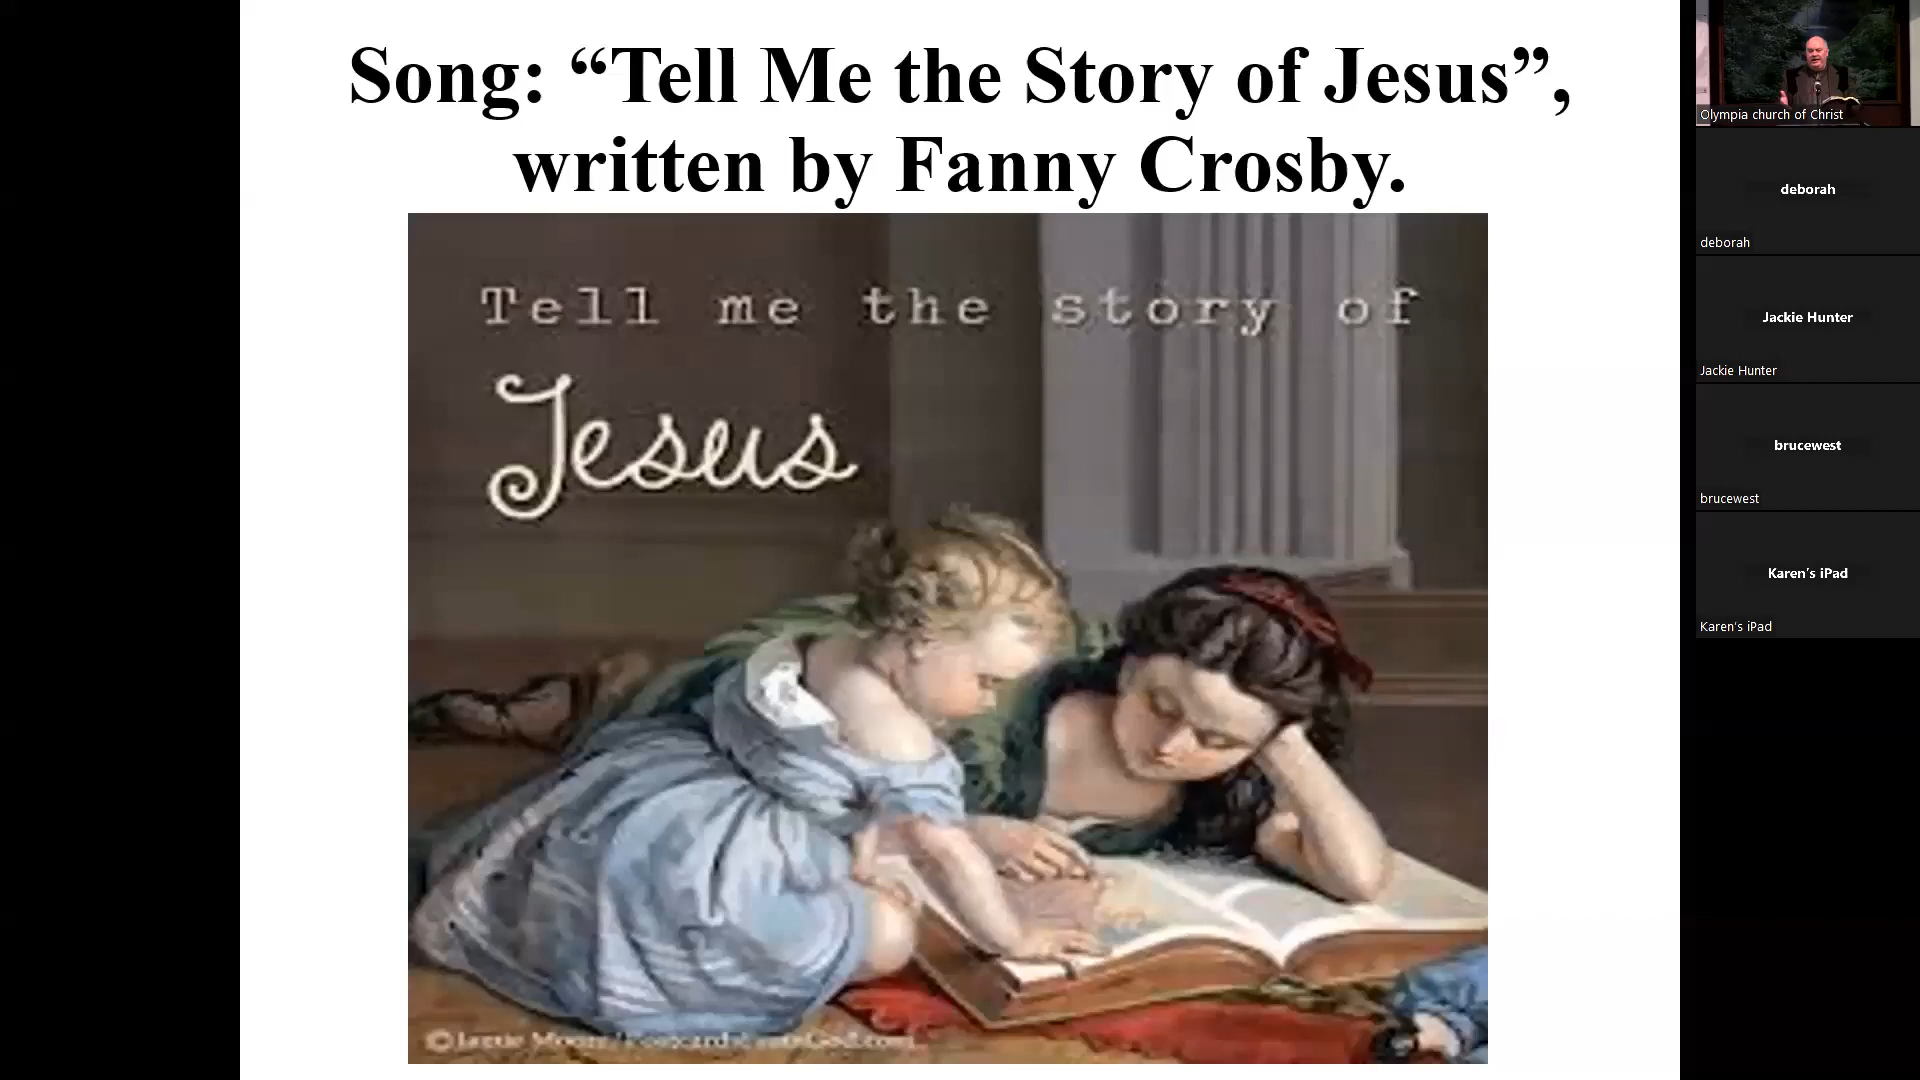 Song: “Tell Me the Story of Jesus”,
written by Fanny Crosby.
Tell me the story of
Jesus
Olympia church of Christ
deborah
deborah
Jackie Hunter
Jackie Hunter
brucewest
brucewest
Karen's iPad
Karen's iPad